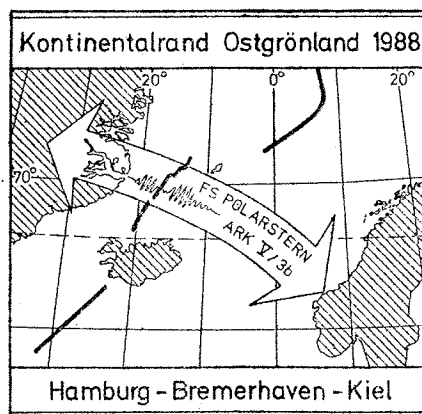 Kontinentalrand Ostgrönland 1988
20° 0° 20°
70°
FS POLARSTERN
ARK V/3b
Hamburg - Bremerhaven - Kiel